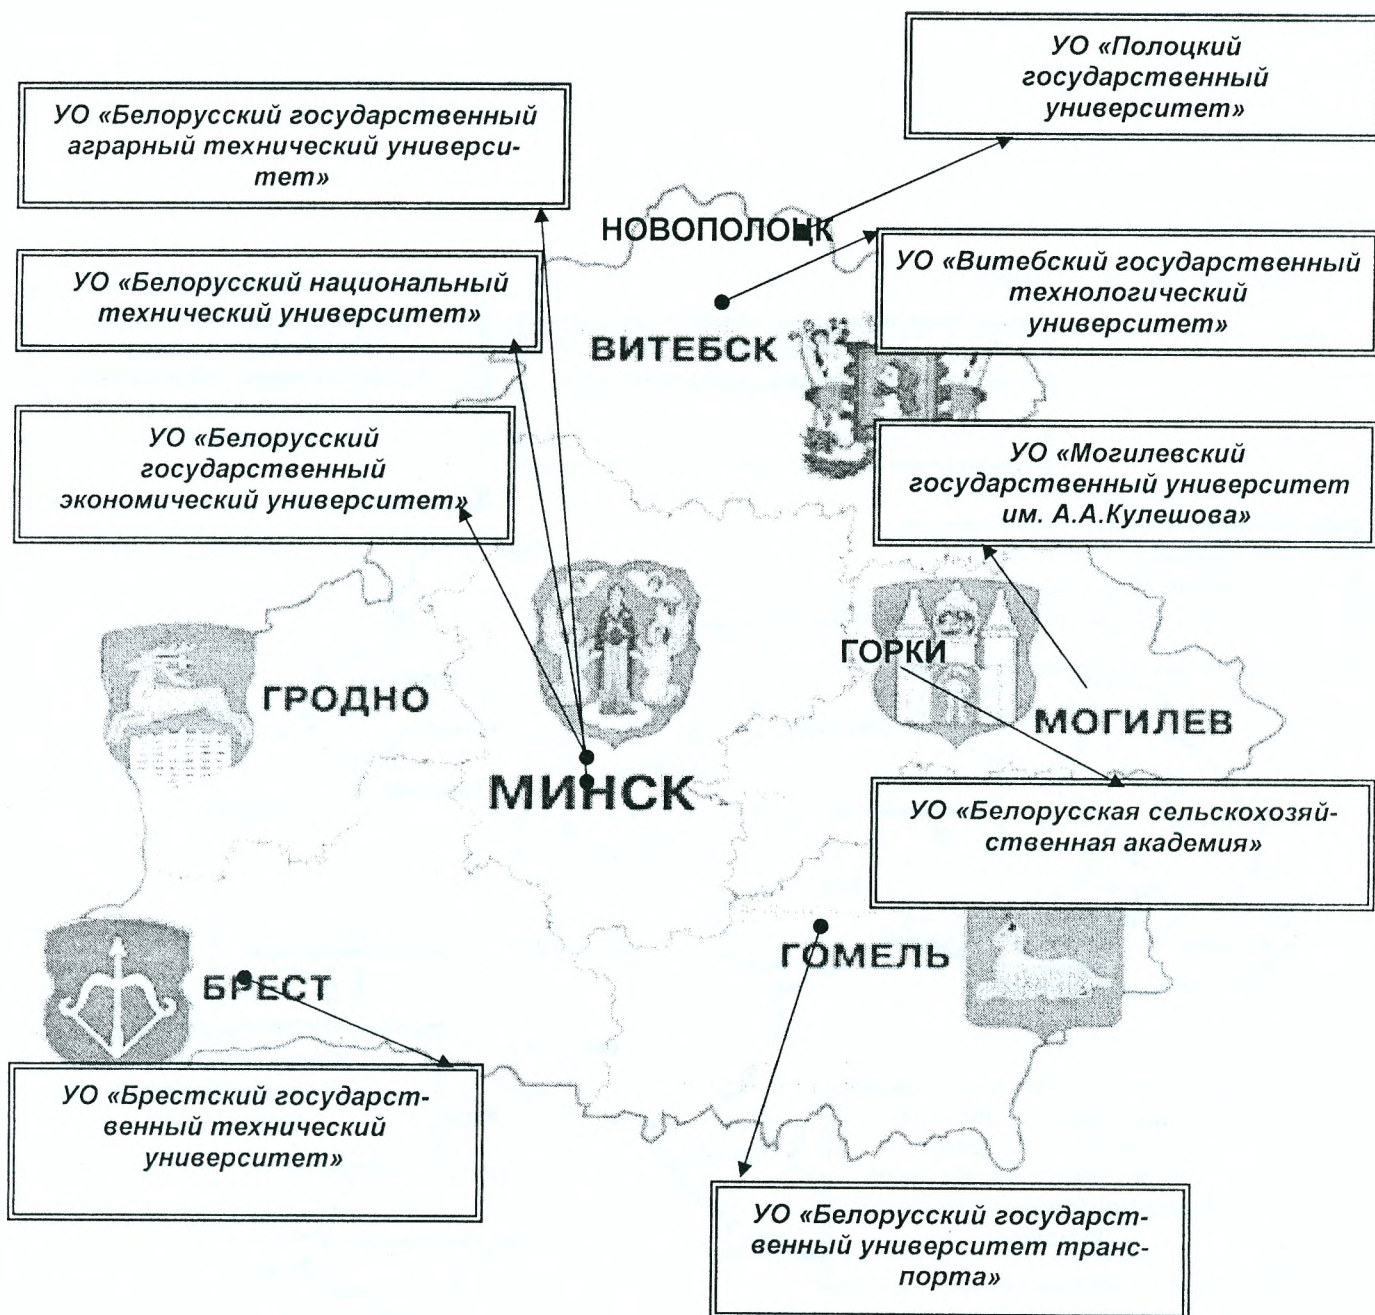 УО «Полоцкий
государственный
университет»
УО «Белорусский государственный
аграрный технический универси-
тет»
НОВОПОЛОЦК
УО «Белорусский национальный
технический университет»
УО «Витебский государственный
технологический
университет»
ВИТЕБСК
УО «Белорусский
государственный
экономический университет»
УО «Могилевский
государственный университет
им. А.А.Кулешова»
ГОРКИ
ГРОДНО
МОГИЛЕВ
МИНСК
УО «Белорусская сельскохозяй-
ственная академия»
ГОМЕЛЬ
БРЕСТ
УО «Брестский государст-
венный технический
университет»
УО «Белорусский государст-
венный университет транс-
порта»